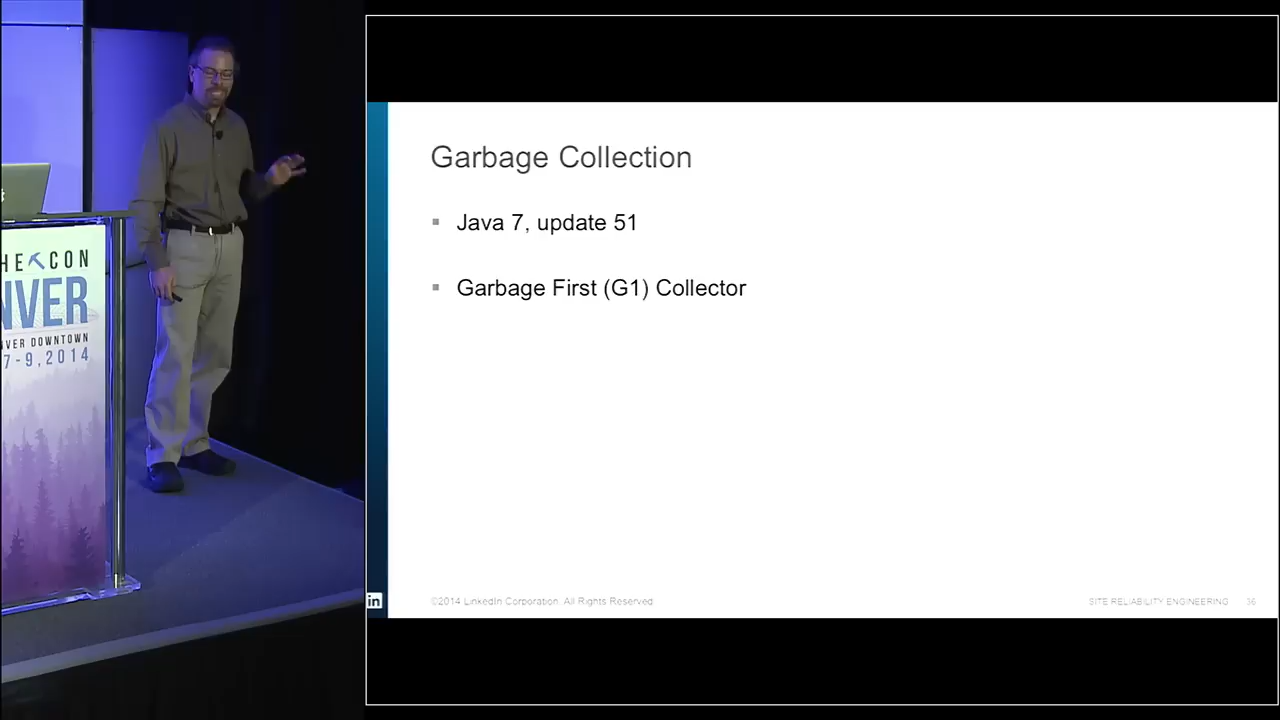 HE CON
NVER
VER DOWNTOWN
7-9, 2014
Garbage Collection
Java 7, update 51
Garbage First (G1) Collector
in
©2014 LinkedIn Corporation. All Rights Reserved
SITE RELIABILITY ENGINEERING 36